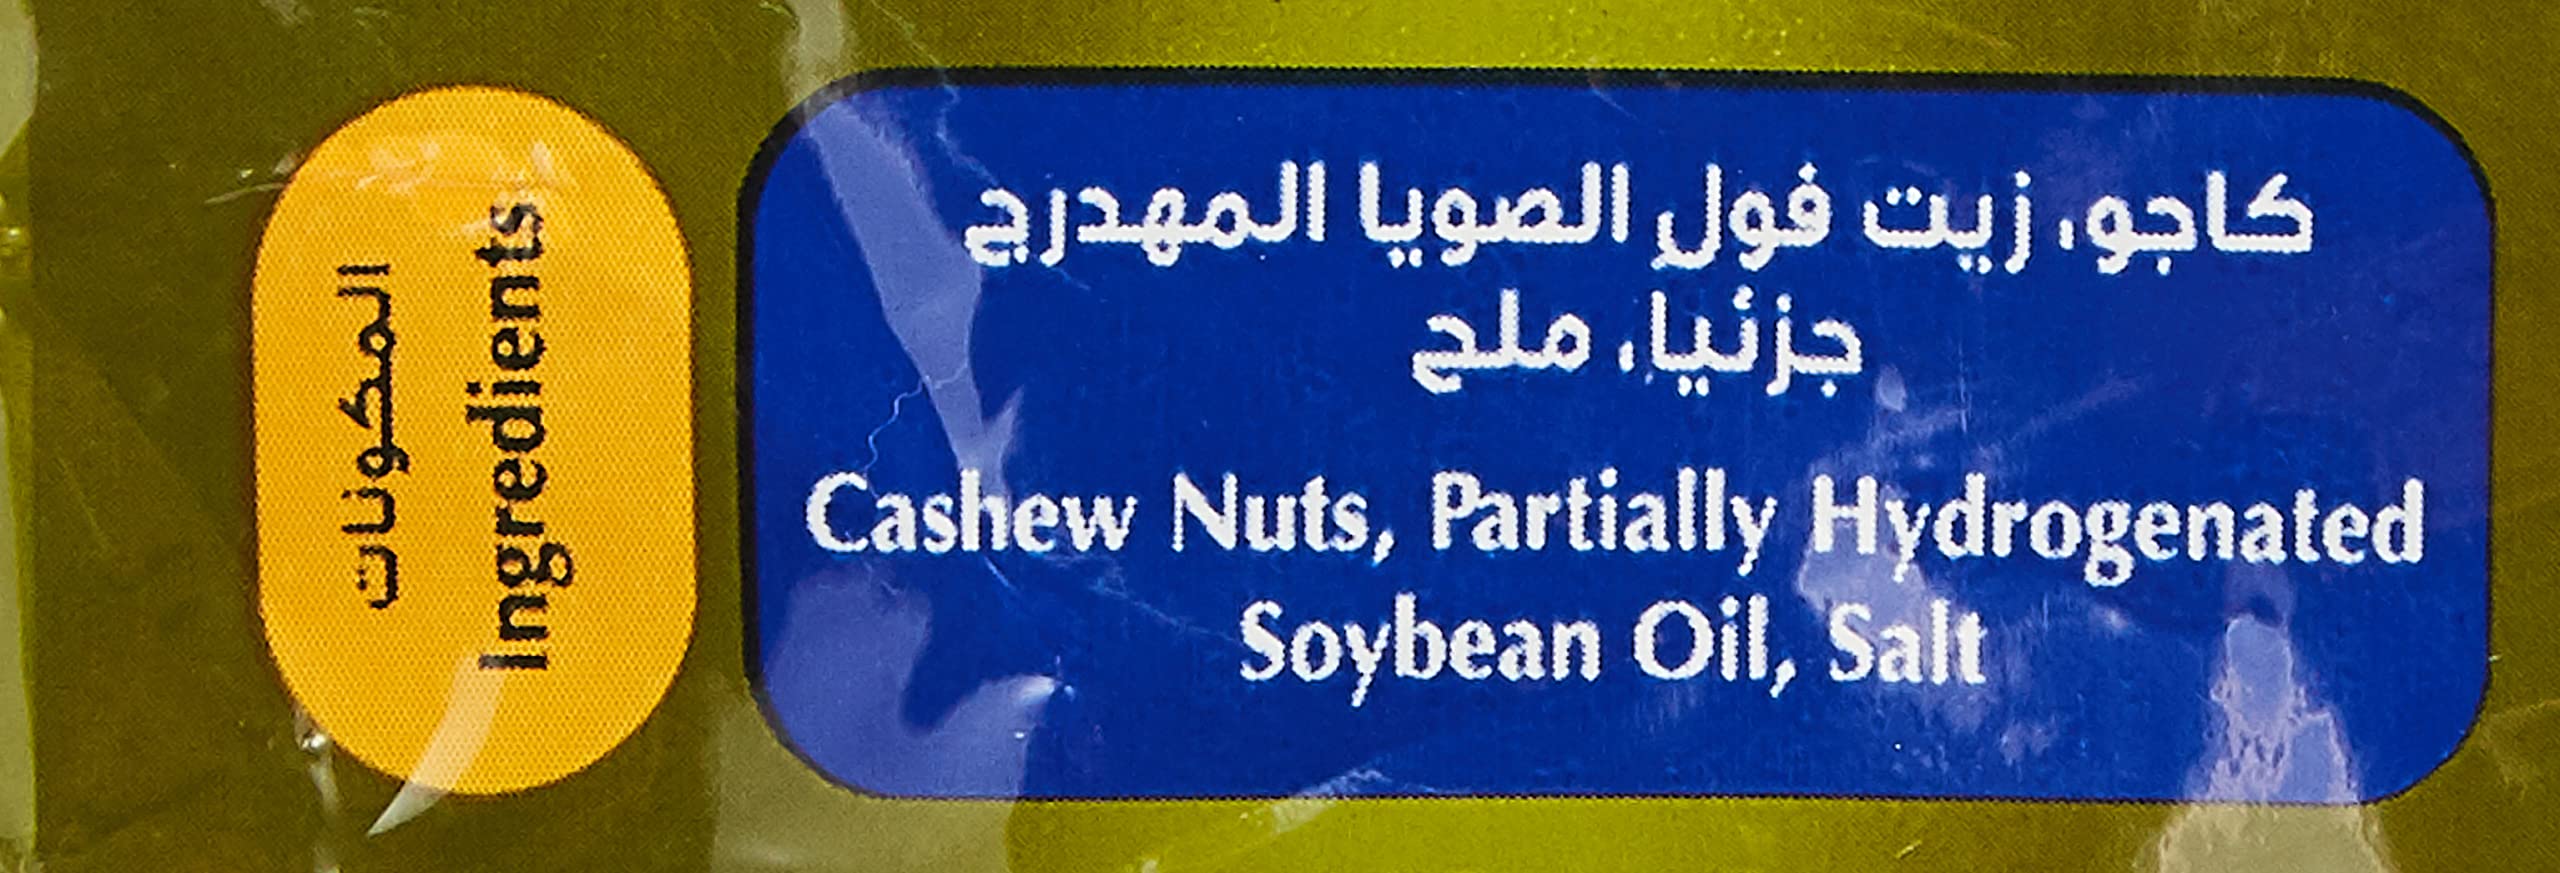 المكونات
Ingredients
كاجو، زيت فول الصويا المهدرج
جزئيا، ملح
Cashew Nuts, Partially Hydrogenated
Soybean Oil, Salt